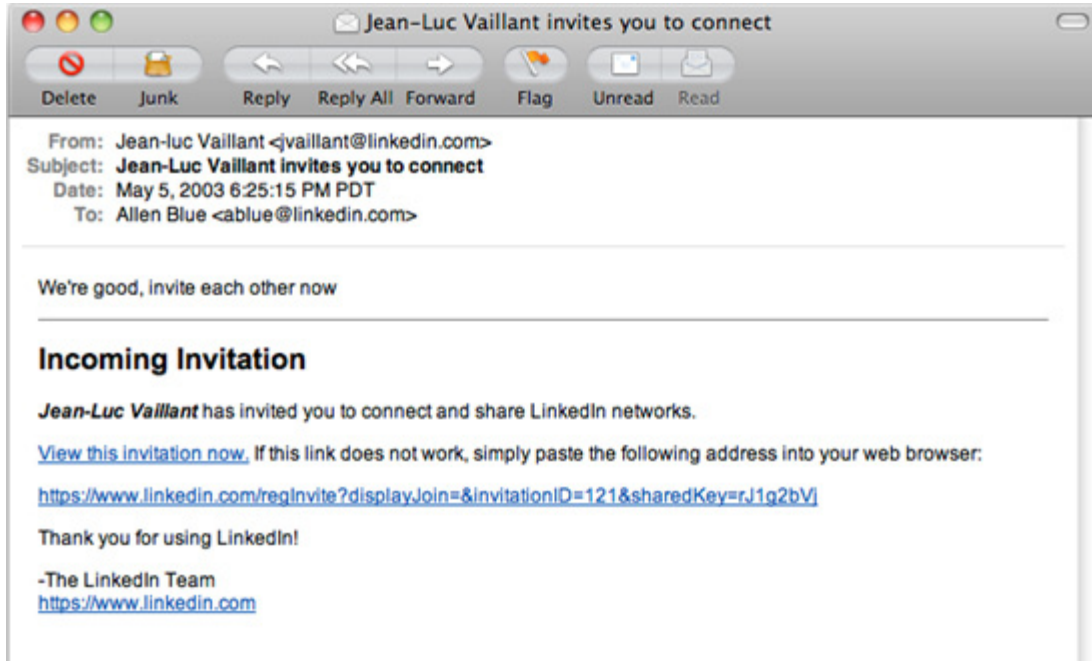 Jean-Luc Vaillant invites you to connect
Delete Junk Reply Reply All Forward Flag Unread Read
From: Jean-luc Vaillant <jvaillant@linkedin.com>
Subject: Jean-Luc Vaillant invites you to connect
Date: May 5, 2003 6:25:15 PM PDT
To: Allen Blue <ablue@linkedin.com>
We're good, invite each other now
Incoming Invitation
Jean-Luc Vaillant has invited you to connect and share LinkedIn networks.
View this invitation now. If this link does not work, simply paste the following address into your web browser:
https://www.linkedin.com/regInvite?displayJoin=&invitationID=121&sharedKey=rJ1g2bVj
Thank you for using LinkedIn!
-The LinkedIn Team
https://www.linkedin.com